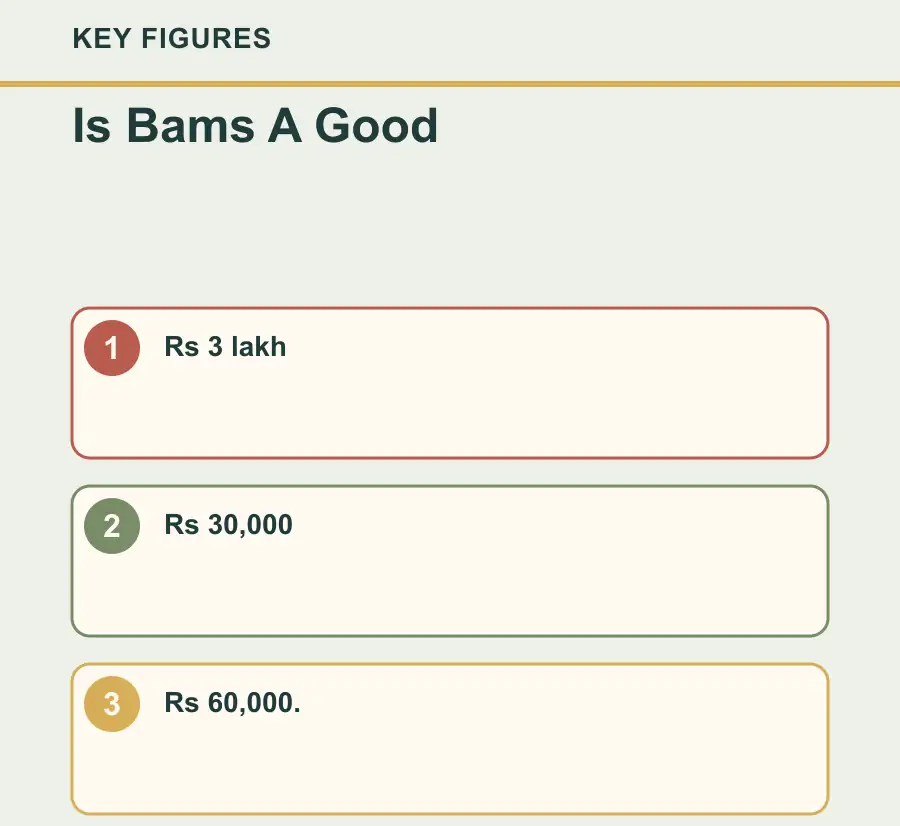 KEY FIGURES
Is Bams A Good
1 Rs 3 lakh
2 Rs 30,000
3 Rs 60,000.